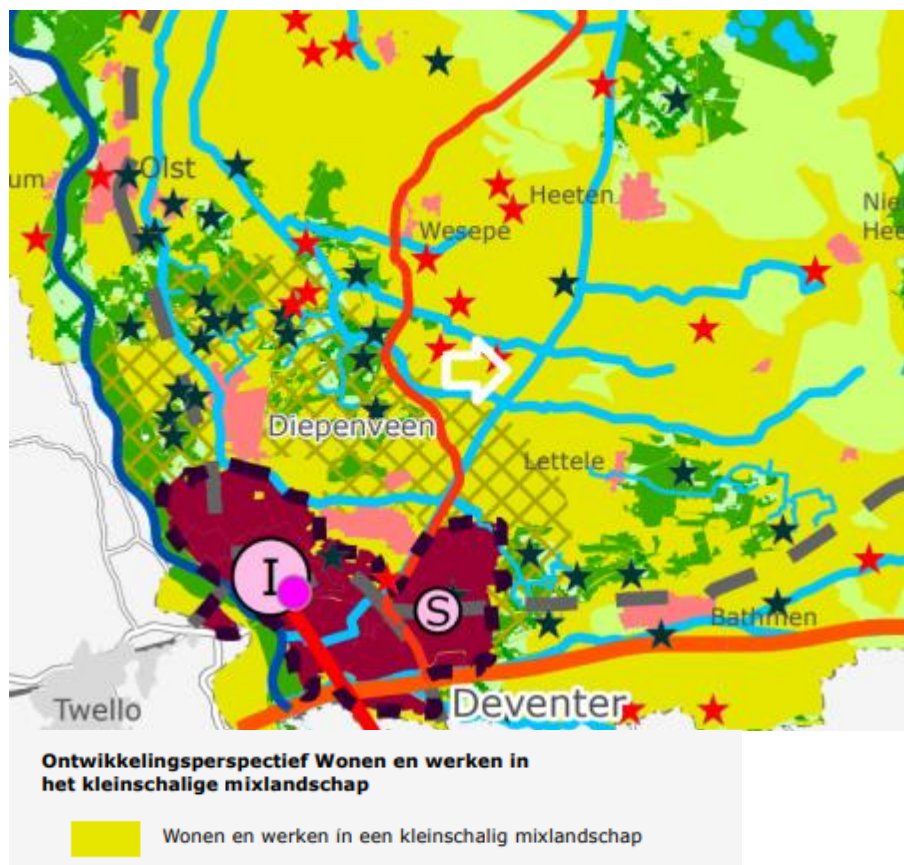 Olst
um
Heeten
Nie
Hee
Wesepe
Diepenveen
Lettele
I
S
Bathmen
Deventer
Twello
Ontwikkelingsperspectief Wonen en werken in
het kleinschalige mixlandschap
Wonen en werken in een kleinschalig mixlandschap